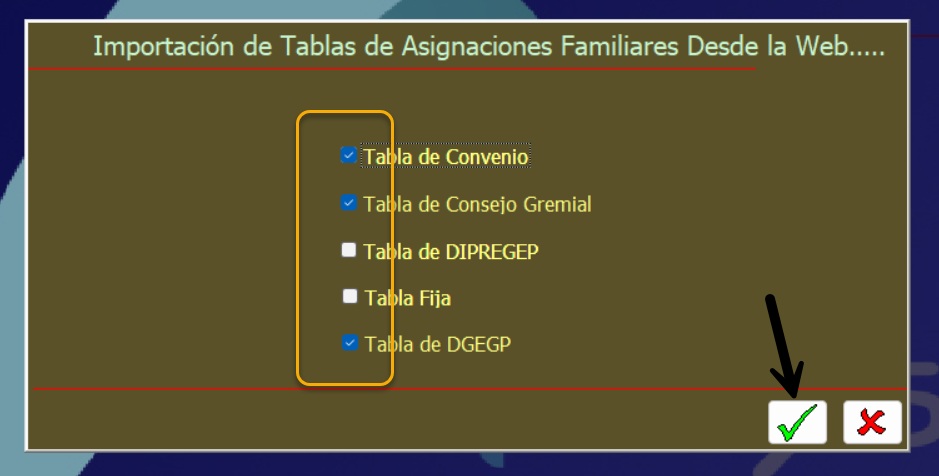 Importación de Tablas de Asignaciones Familiares Desde la Web.....
Tabla de Convenio
Tabla de Consejo Gremial
Tabla de DIPREGEP
Tabla Fija
Tabla de DGEGP